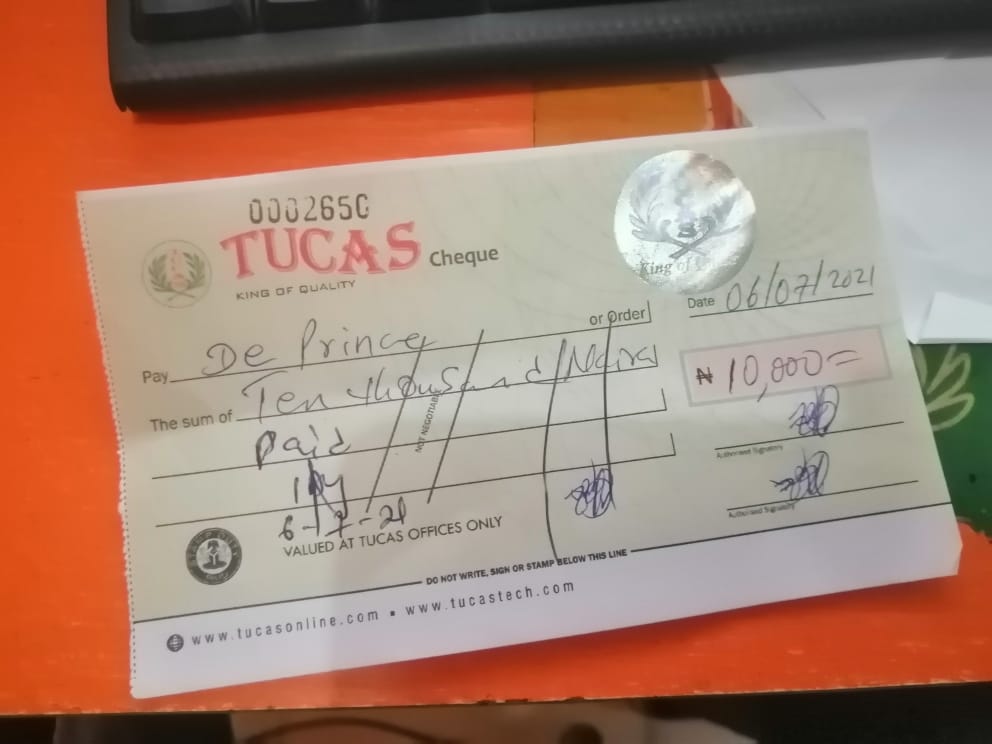 0002650
TUCAS Cheque
KING OF QUALITY
King of
Date 06/07/2021
Pay De Prince or Order
The sum of Ten thousand Naira
₦ 10,000=
NOT NEGOTIABLE
Paid
6-7-21
Authorised Signatory
Authorised Signatory
VALUED AT TUCAS OFFICES ONLY
DO NOT WRITE, SIGN OR STAMP BELOW THIS LINE
www.tucasonline.com • www.tucastech.com